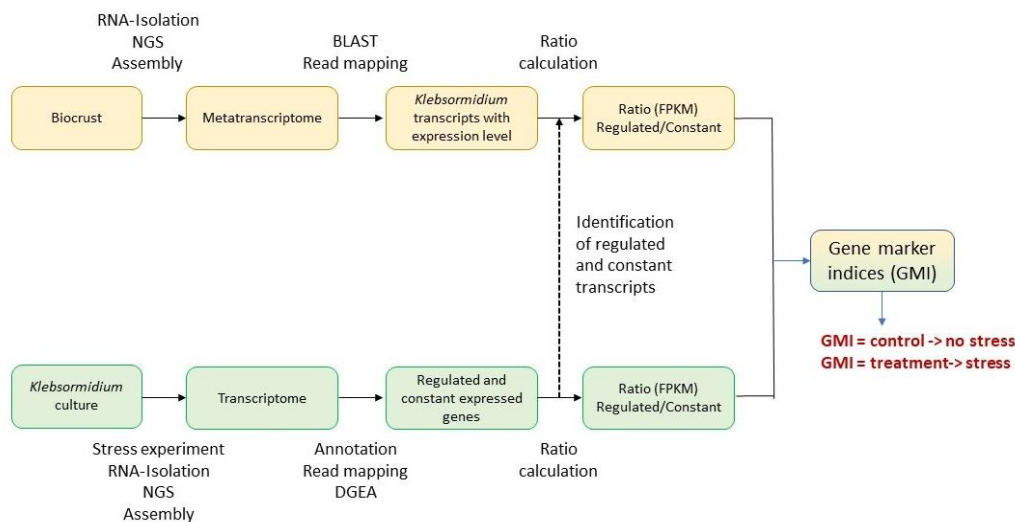 RNA-Isolation
NGS
Assembly
BLAST
Read mapping
Ratio
calculation
Biocrust
Metatranscriptome
Klebsormidium
transcripts with
expression level
Ratio (FPKM)
Regulated/Constant
Identification
of regulated
and constant
transcripts
Gene marker
indices (GMI)
GMI = control -> no stress
GMI = treatment-> stress
Klebsormidium
culture
Transcriptome
Regulated and
constant expressed
genes
Ratio (FPKM)
Regulated/Constant
Stress experiment
RNA-Isolation
NGS
Assembly
Annotation
Read mapping
DGEA
Ratio
calculation